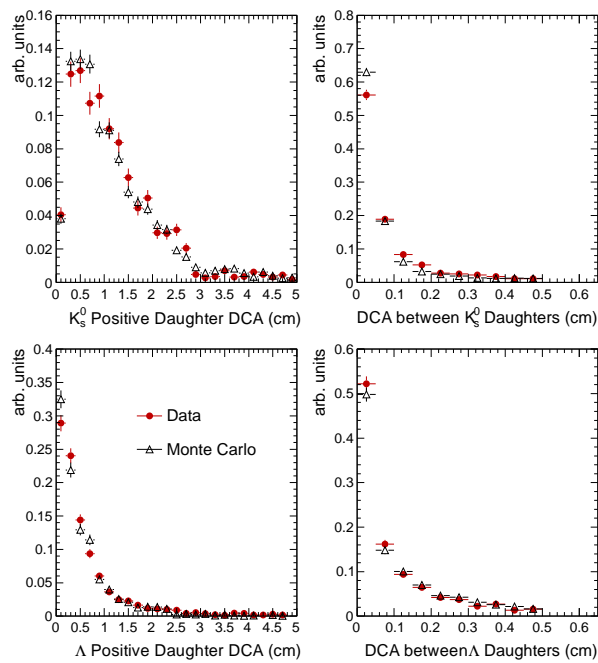 arb. units
0.16
0.14
0.12
0.1
0.08
0.06
0.04
0.02
0
0 0.5 1 1.5 2 2.5 3 3.5 4 4.5 5
K⁰ₛ Positive Daughter DCA (cm)
arb. units
0.8
0.7
0.6
0.5
0.4
0.3
0.2
0.1
0
0 0.1 0.2 0.3 0.4 0.5 0.6
DCA between K⁰ₛ Daughters (cm)
arb. units
0.4
0.35
0.3
0.25
0.2
0.15
0.1
0.05
0
Data
Monte Carlo
0 0.5 1 1.5 2 2.5 3 3.5 4 4.5 5
Λ Positive Daughter DCA (cm)
arb. units
0.6
0.5
0.4
0.3
0.2
0.1
0
0 0.1 0.2 0.3 0.4 0.5 0.6
DCA between Λ Daughters (cm)